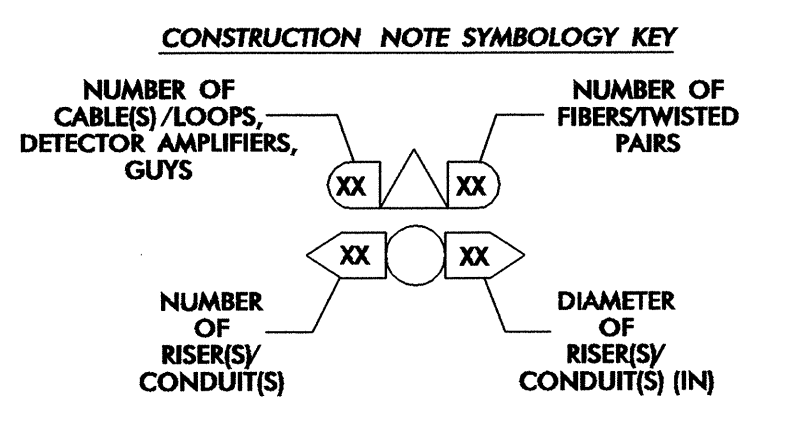 CONSTRUCTION NOTE SYMBOLOGY KEY
NUMBER OF
CABLE(S)/LOOPS,
DETECTOR AMPLIFIERS,
GUYS
NUMBER OF
FIBERS/TWISTED
PAIRS
XX
XX
XX
XX
NUMBER
OF
RISER(S)/
CONDUIT(S)
DIAMETER
OF
RISER(S)/
CONDUIT(S) (IN)